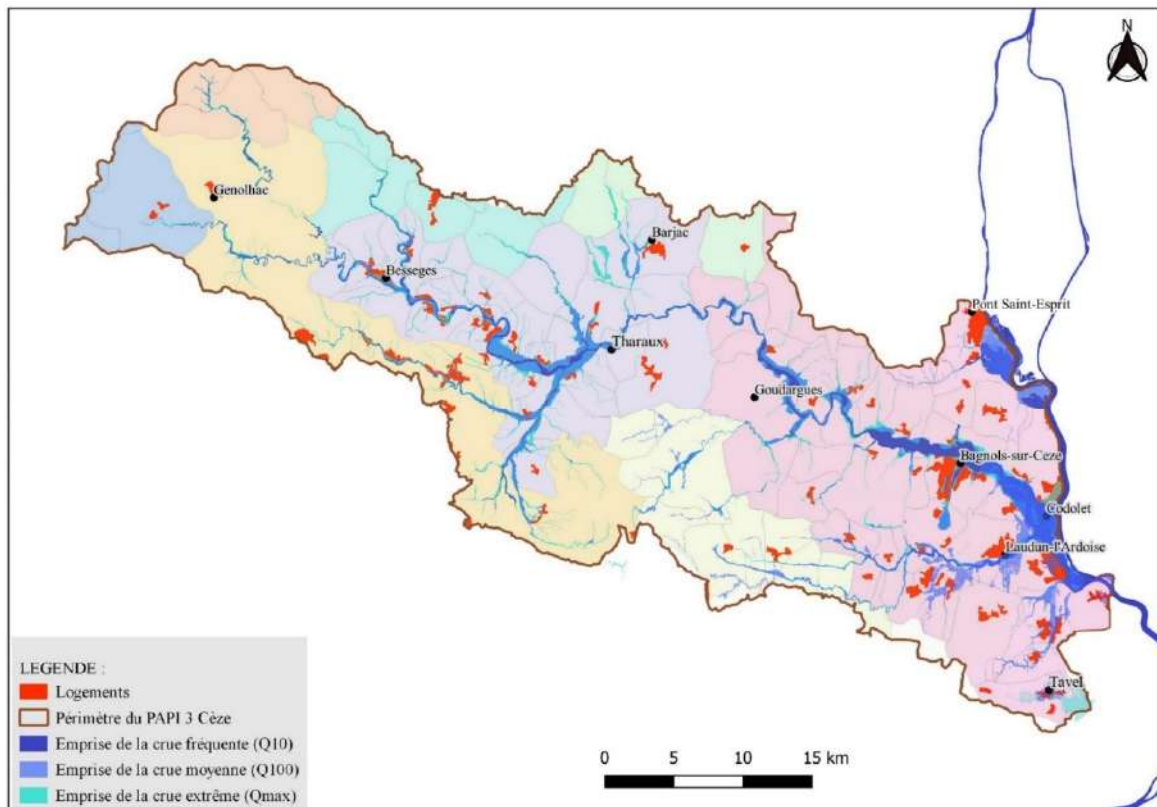 N
Genolhac
Barjac
Besseges
Pont Saint-Esprit
Tharaux
Goudargues
Bagnols-sur-Ceze
Codolet
Laudun-l'Ardoise
Tavel
LEGENDE :
Logements
Périmètre du PAPI 3 Cèze
Emprise de la crue fréquente (Q10)
Emprise de la crue moyenne (Q100)
Emprise de la crue extrême (Qmax)
0 5 10 15 km